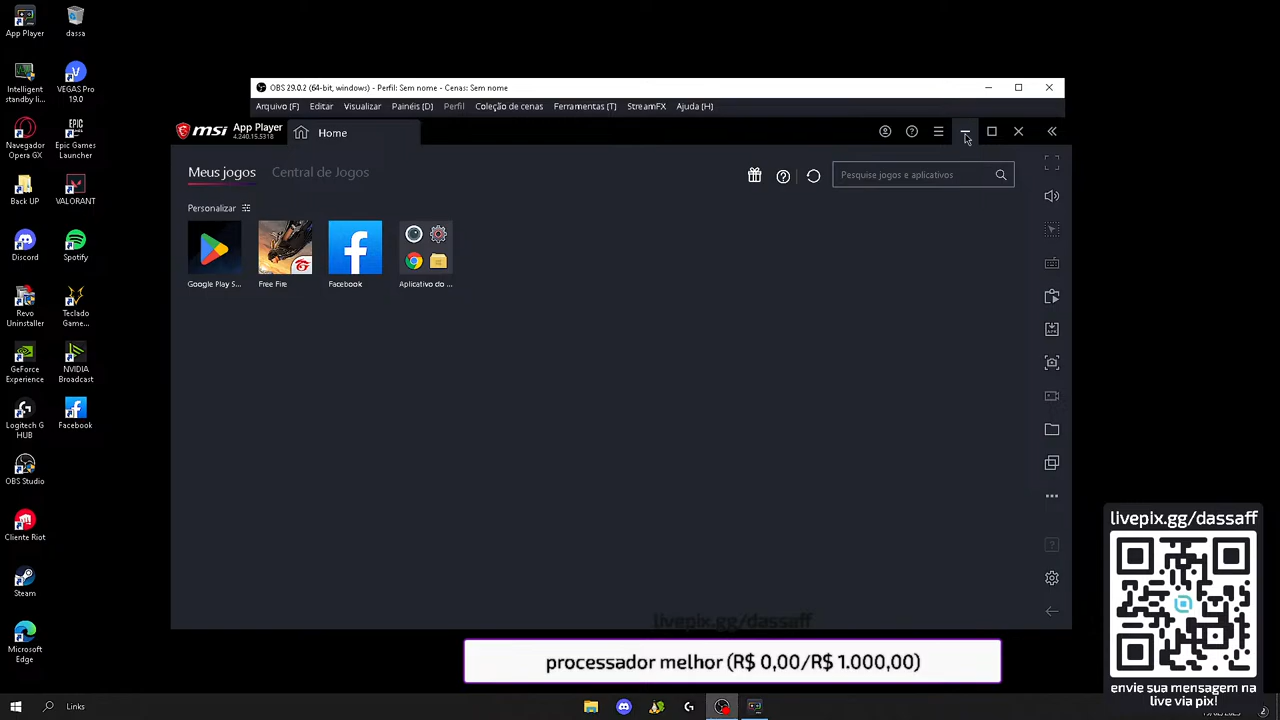 App Player
dassa
Intelligent
standby li...
VEGAS Pro
19.0
Navegador
Opera GX
Epic Games
Launcher
Back UP
VALORANT
Discord
Spotify
Revo
Uninstaller
Teclado
Game...
GeForce
Experience
NVIDIA
Broadcast
Logitech G
HUB
Facebook
OBS Studio
Cliente Riot
Steam
Microsoft
Edge
OBS 29.0.2 (64-bit, windows) - Perfil: Sem nome - Cenas: Sem nome
Arquivo (F) Editar Visualizar Painéis (D) Perfil Coleção de cenas Ferramentas (T) StreamFX Ajuda (H)
msi App Player
4.240.15.5318
Home
Meus jogos Central de Jogos
Pesquise jogos e aplicativos
Personalizar
Google Play S... Free Fire Facebook Aplicativo do ...
livepix.gg/dassaff
processador melhor (R$ 0,00/R$ 1.000,00)
livepix.gg/dassaff
envie sua mensagem na
live via pix!
Links